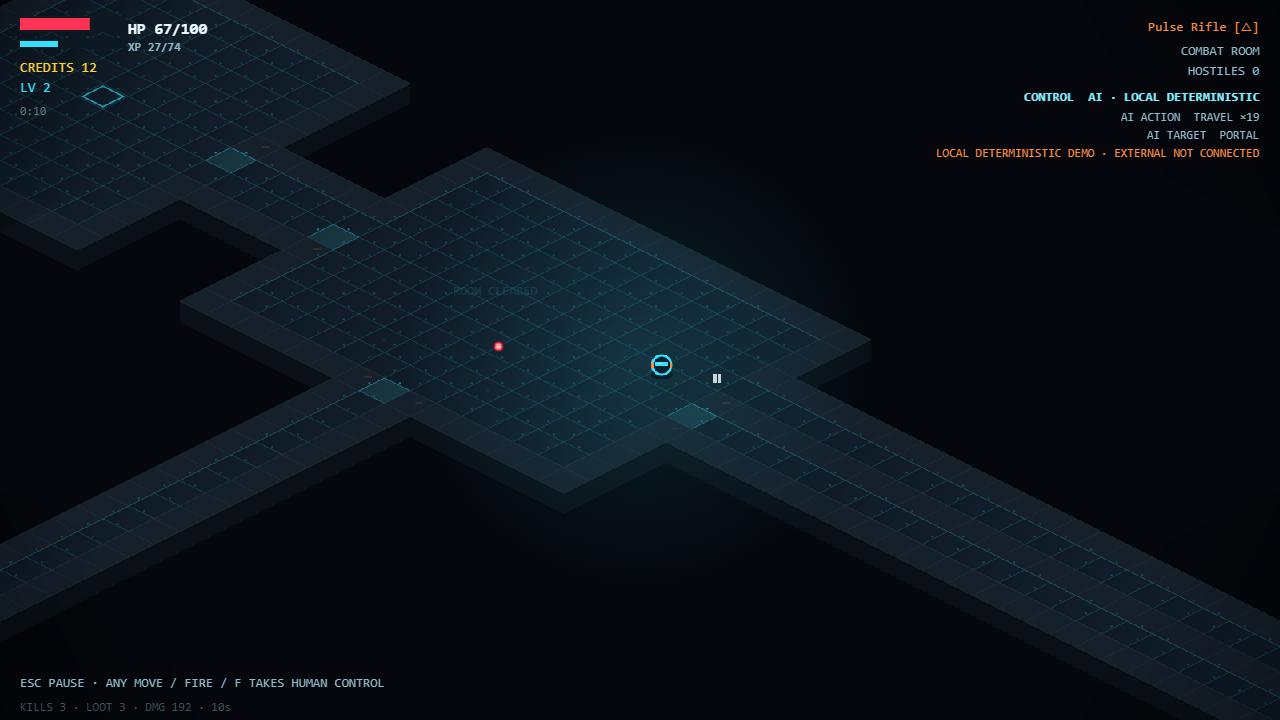 HP 67/100
XP 27/74
CREDITS 12
LV 2
0:10
Pulse Rifle [△]
COMBAT ROOM
HOSTILES 0
CONTROL AI · LOCAL DETERMINISTIC
AI ACTION TRAVEL ×19
AI TARGET PORTAL
LOCAL DETERMINISTIC DEMO · EXTERNAL NOT CONNECTED
ROOM CLEARED
ESC PAUSE · ANY MOVE / FIRE / F TAKES HUMAN CONTROL
KILLS 3 · LOOT 3 · DMG 192 · 10s